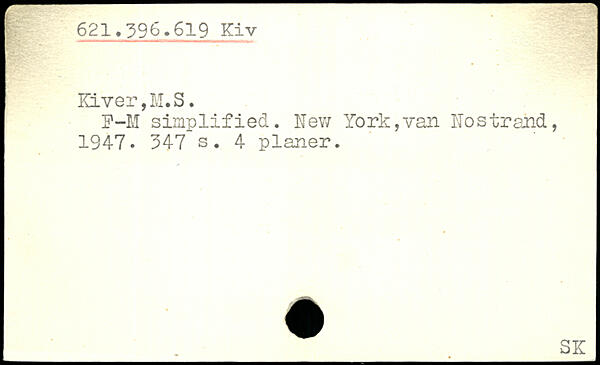 621.396.619 Kiv
Kiver,M.S.
F-M simplified. New York,van Nostrand,
1947. 347 s. 4 planer.
SK